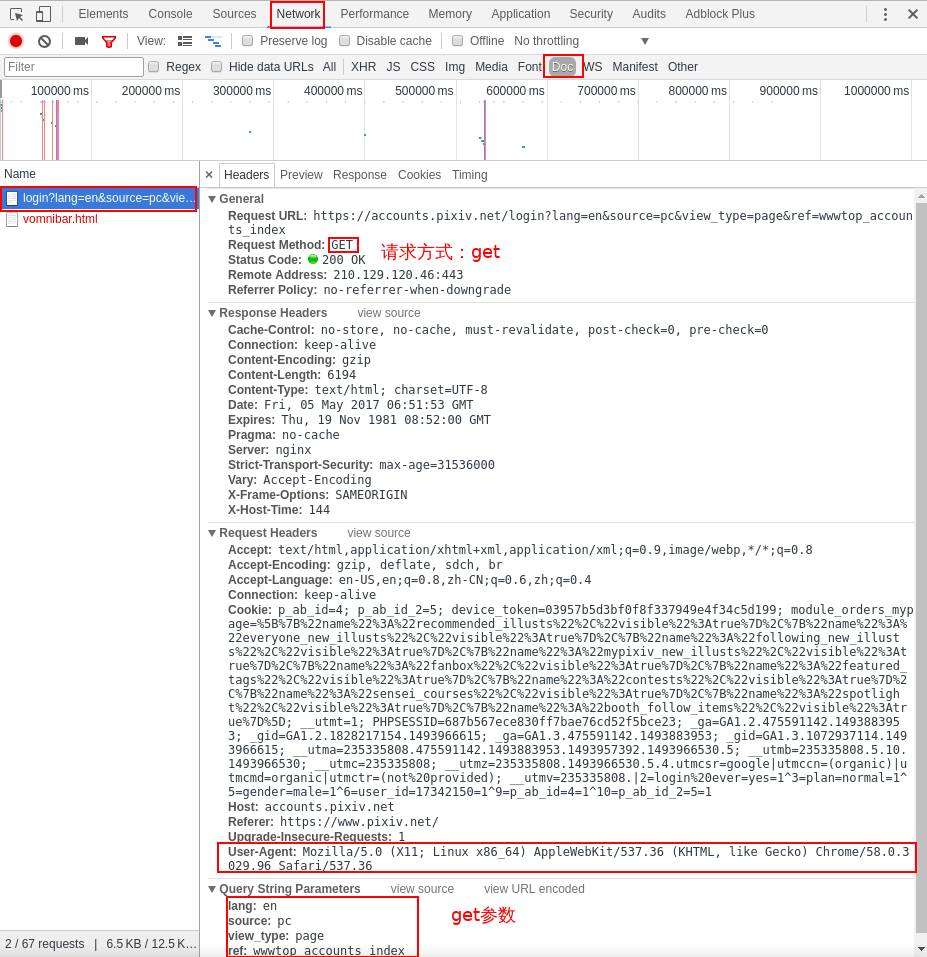 Elements Console Sources Network Performance Memory Application Security Audits Adblock Plus
View: Preserve log Disable cache Offline No throttling
Filter Regex Hide data URLs All XHR JS CSS Img Media Font Doc WS Manifest Other
100000 ms 200000 ms 300000 ms 400000 ms 500000 ms 600000 ms 700000 ms 800000 ms 900000 ms 1000000 ms
Name
login?lang=en&source=pc&vie...
vomnibar.html
2 / 67 requests | 6.5 KB / 12.5 K...
× Headers Preview Response Cookies Timing
General
Request URL: https://accounts.pixiv.net/login?lang=en&source=pc&view_type=page&ref=wwwtop_accoun
ts_index
Request Method: GET
请求方式：get
Status Code: 200 OK
Remote Address: 210.129.120.46:443
Referrer Policy: no-referrer-when-downgrade
Response Headers view source
Cache-Control: no-store, no-cache, must-revalidate, post-check=0, pre-check=0
Connection: keep-alive
Content-Encoding: gzip
Content-Length: 6194
Content-Type: text/html; charset=UTF-8
Date: Fri, 05 May 2017 06:51:53 GMT
Expires: Thu, 19 Nov 1981 08:52:00 GMT
Pragma: no-cache
Server: nginx
Strict-Transport-Security: max-age=31536000
Vary: Accept-Encoding
X-Frame-Options: SAMEORIGIN
X-Host-Time: 144
Request Headers view source
Accept: text/html,application/xhtml+xml,application/xml;q=0.9,image/webp,*/*;q=0.8
Accept-Encoding: gzip, deflate, sdch, br
Accept-Language: en-US,en;q=0.8,zh-CN;q=0.6,zh;q=0.4
Connection: keep-alive
Cookie: p_ab_id=4; p_ab_id_2=5; device_token=03957b5d3bf0f8f337949e4f34c5d199; module_orders_myp
age=%5B%7B%22name%22%3A%22recommended_illusts%22%2C%22visible%22%3Atrue%7D%2C%7B%22name%22%3A%
22everyone_new_illusts%22%2C%22visible%22%3Atrue%7D%2C%7B%22name%22%3A%22following_new_illust
s%22%2C%22visible%22%3Atrue%7D%2C%7B%22name%22%3A%22mypixiv_new_illusts%22%2C%22visible%22%3At
rue%7D%2C%7B%22name%22%3A%22fanbox%22%2C%22visible%22%3Atrue%7D%2C%7B%22name%22%3A%22featured_
tags%22%2C%22visible%22%3Atrue%7D%2C%7B%22name%22%3A%22contests%22%2C%22visible%22%3Atrue%7D%2
C%7B%22name%22%3A%22sensei_courses%22%2C%22visible%22%3Atrue%7D%2C%7B%22name%22%3A%22spotligh
t%22%2C%22visible%22%3Atrue%7D%2C%7B%22name%22%3A%22booth_follow_items%22%2C%22visible%22%3Atr
ue%7D%5D; __utmt=1; PHPSESSID=687b567ece830ff7bae76cd52f5bce23; _ga=GA1.2.475591142.149388395
3; _gid=GA1.2.1828217154.1493966615; _ga=GA1.3.475591142.1493883953; _gid=GA1.3.1072937114.149
3966615; __utma=235335808.475591142.1493883953.1493957392.1493966530.5; __utmb=235335808.5.10.
1493966530; __utmc=235335808; __utmz=235335808.1493966530.5.4.utmcsr=google|utmccn=(organic)|u
tmcmd=organic|utmctr=(not%20provided); __utmv=235335808.|2=login%20ever=yes=1^3=plan=normal=1^
5=gender=male=1^6=user_id=17342150=1^9=p_ab_id=4=1^10=p_ab_id_2=5=1
Host: accounts.pixiv.net
Referer: https://www.pixiv.net/
Upgrade-Insecure-Requests: 1
User-Agent: Mozilla/5.0 (X11; Linux x86_64) AppleWebKit/537.36 (KHTML, like Gecko) Chrome/58.0.3
029.96 Safari/537.36
Query String Parameters view source view URL encoded
lang: en
get参数
source: pc
view_type: page
ref: wwwtop_accounts_index